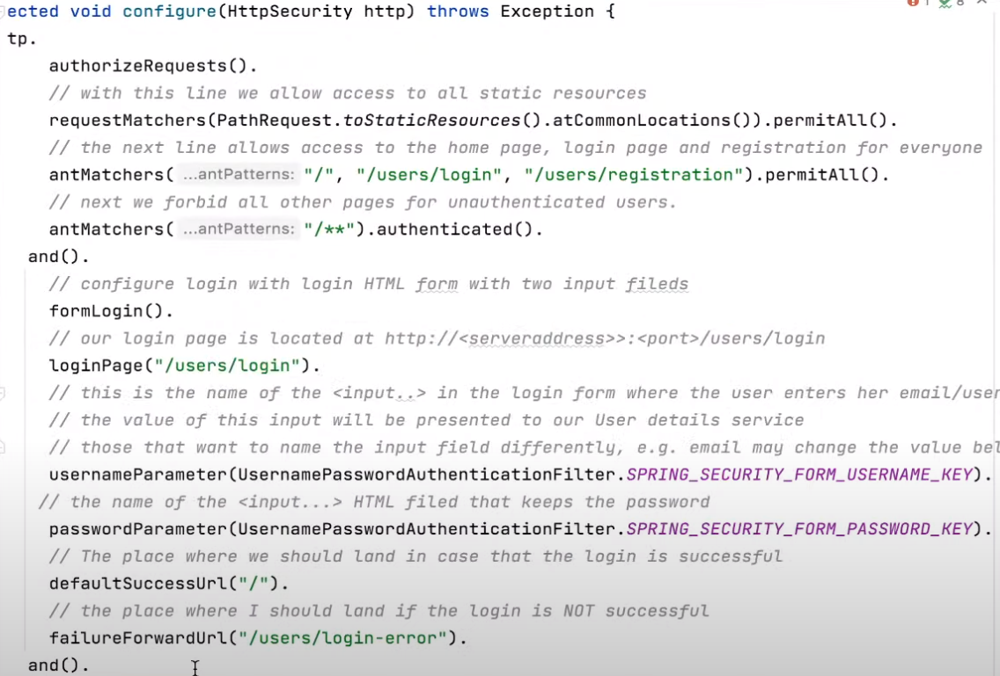 ected void configure(HttpSecurity http) throws Exception {
1 8
tp.
authorizeRequests().
// with this line we allow access to all static resources
requestMatchers(PathRequest.toStaticResources().atCommonLocations()).permitAll().
// the next line allows access to the home page, login page and registration for everyone
antMatchers( ...antPatterns: "/", "/users/login", "/users/registration").permitAll().
// next we forbid all other pages for unauthenticated users.
antMatchers( ...antPatterns: "/**").authenticated().
and().
// configure login with login HTML form with two input fileds
formLogin().
// our login page is located at http://<serveraddress>>:<port>/users/login
loginPage("/users/login").
// this is the name of the <input..> in the login form where the user enters her email/user
// the value of this input will be presented to our User details service
// those that want to name the input field differently, e.g. email may change the value bel
usernameParameter(UsernamePasswordAuthenticationFilter.SPRING_SECURITY_FORM_USERNAME_KEY).
// the name of the <input...> HTML filed that keeps the password
passwordParameter(UsernamePasswordAuthenticationFilter.SPRING_SECURITY_FORM_PASSWORD_KEY).
// The place where we should land in case that the login is successful
defaultSuccessUrl("/").
// the place where I should land if the login is NOT successful
failureForwardUrl("/users/login-error").
and().